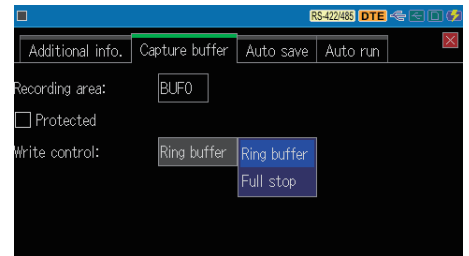 RS-422/485 DTE
Additional info. Capture buffer Auto save Auto run
Recording area: BUF0
Protected
Write control: Ring buffer Ring buffer
Full stop